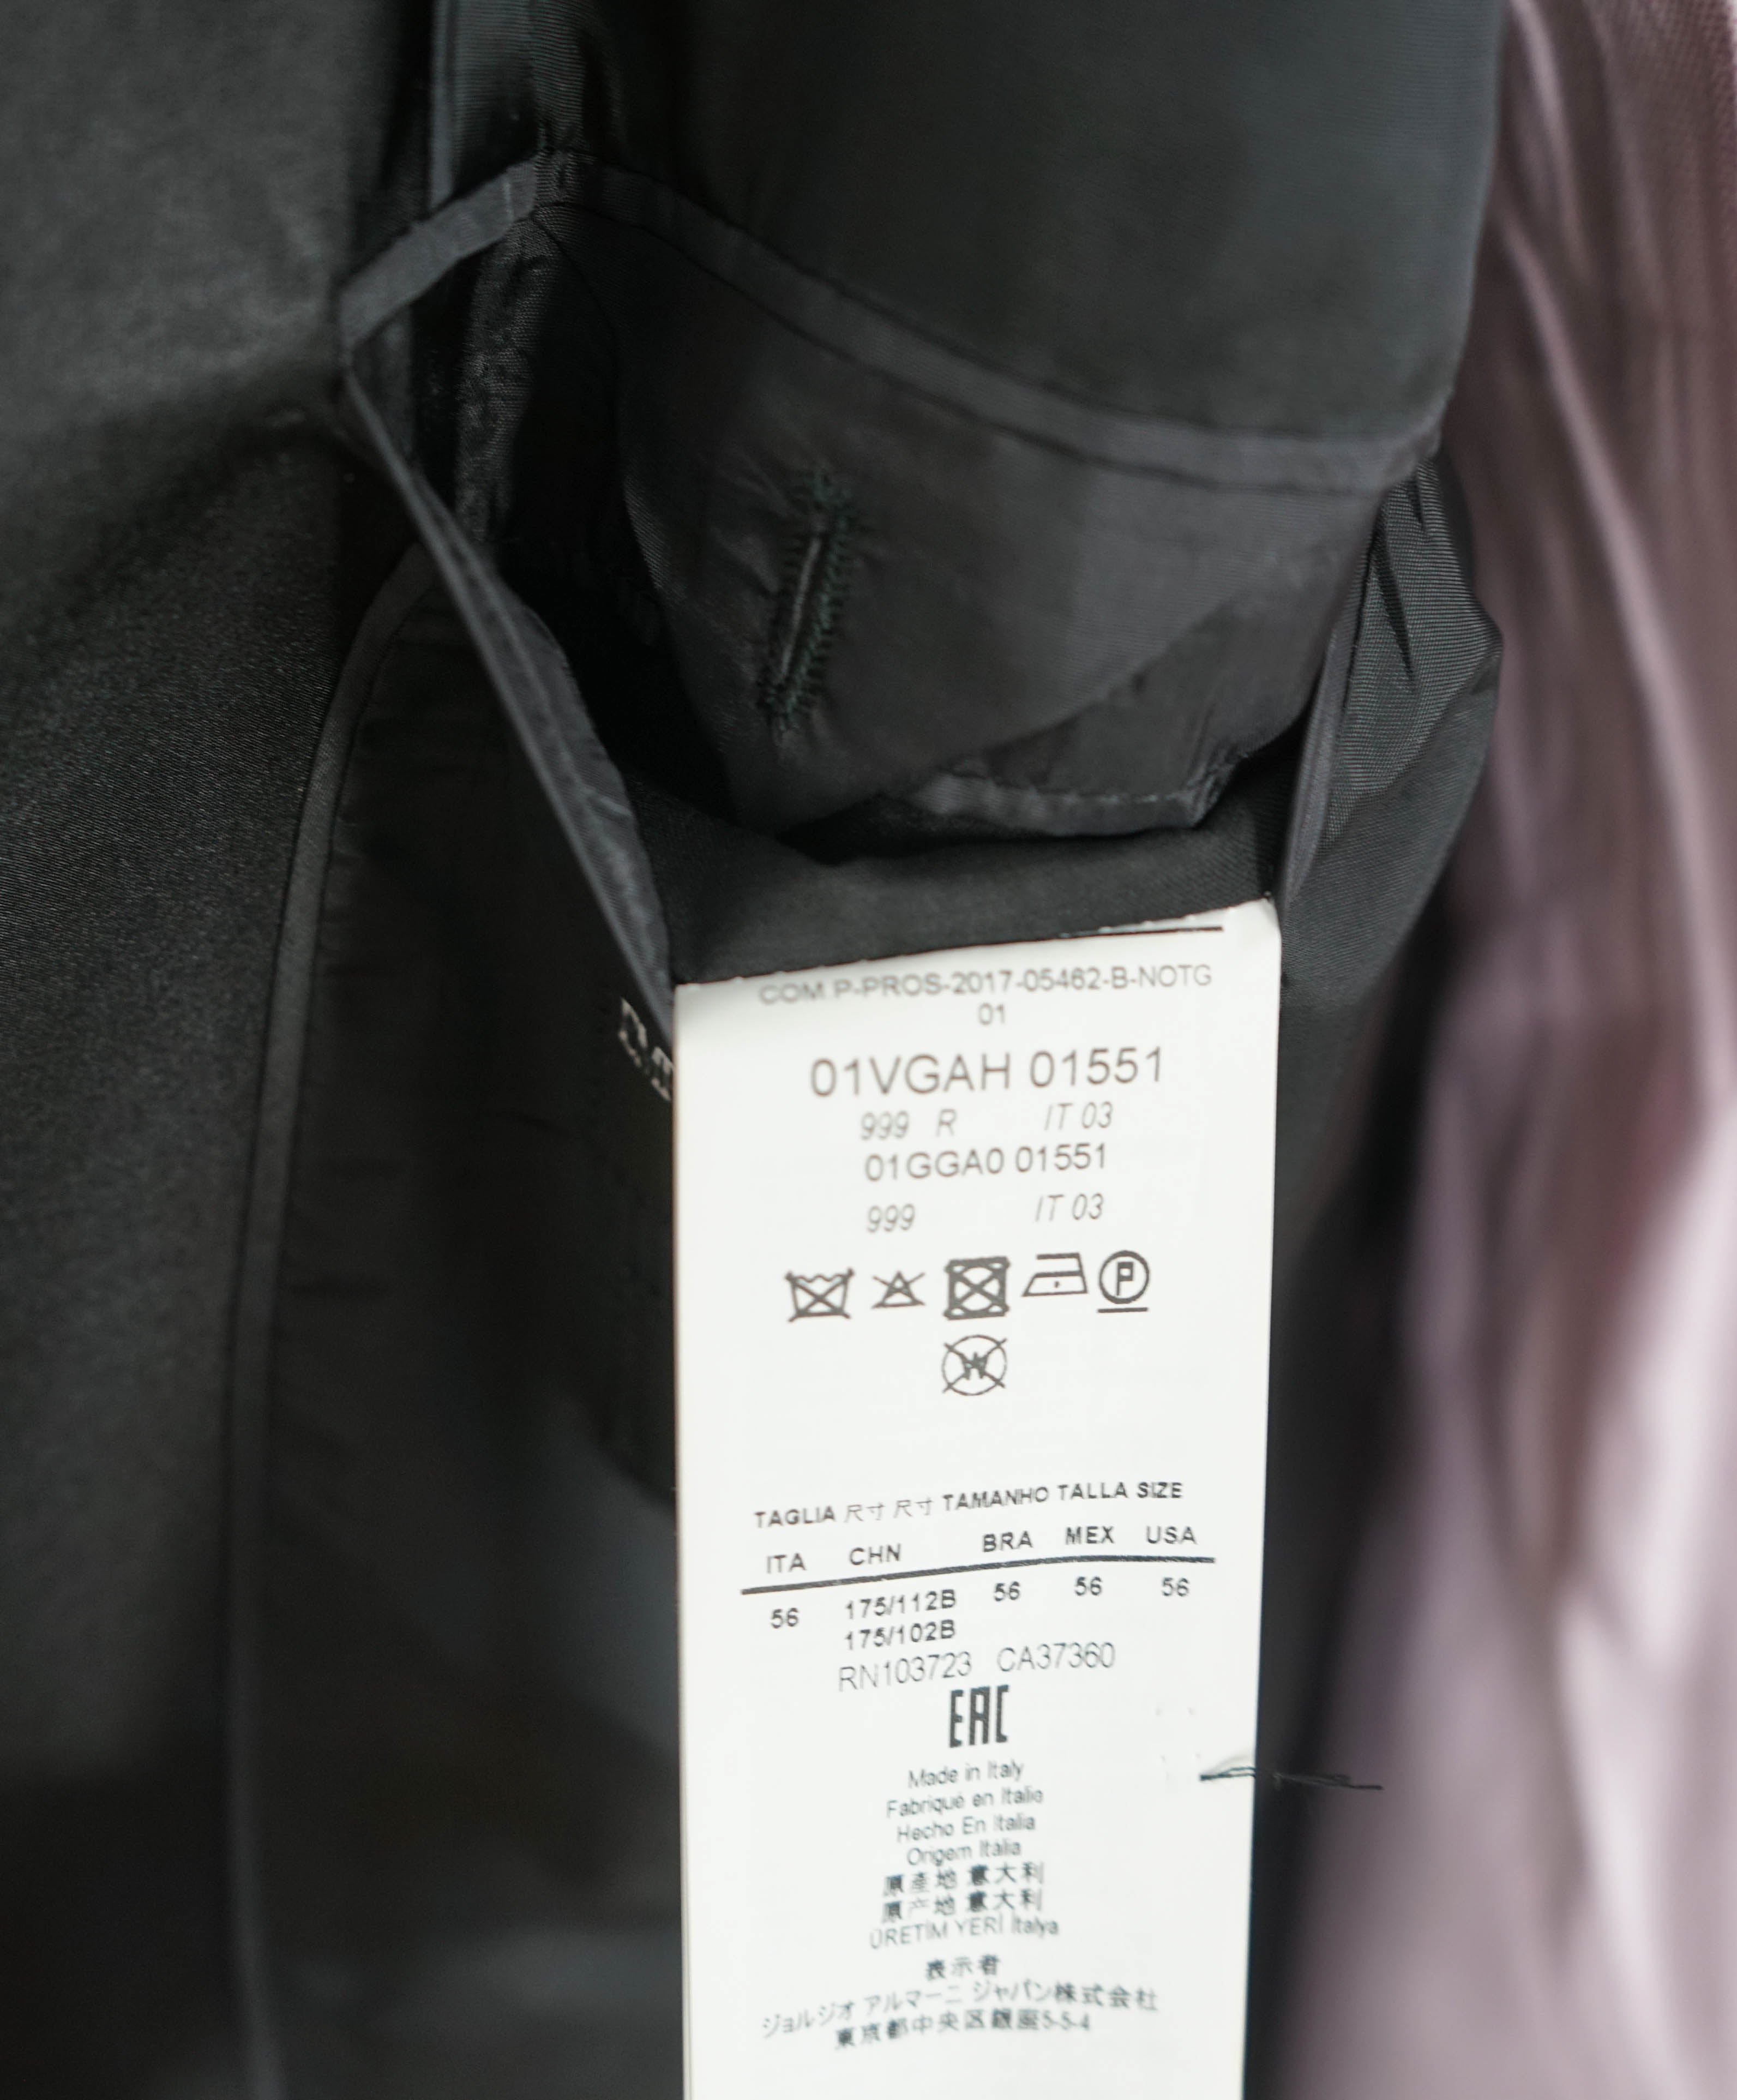 COM.P-PROS-2017-05462-B-NOTG
01
01VGAH 01551
999 R IT 03
01GGA0 01551
999 IT 03
P
W
TAGLIA 尺寸 尺寸 TAMANHO TALLA SIZE
ITA CHN BRA MEX USA
56 175/112B 56 56 56
175/102B
RN103723 CA37360
EAC
Made in Italy
Fabrique en Italie
Hecho En Italia
Origem Itália
原產地 意大利
原产地 意大利
ÜRETİM YERİ İtalya
表示者
ジョルジオ アルマーニ ジャパン株式会社
東京都中央区銀座5-5-4